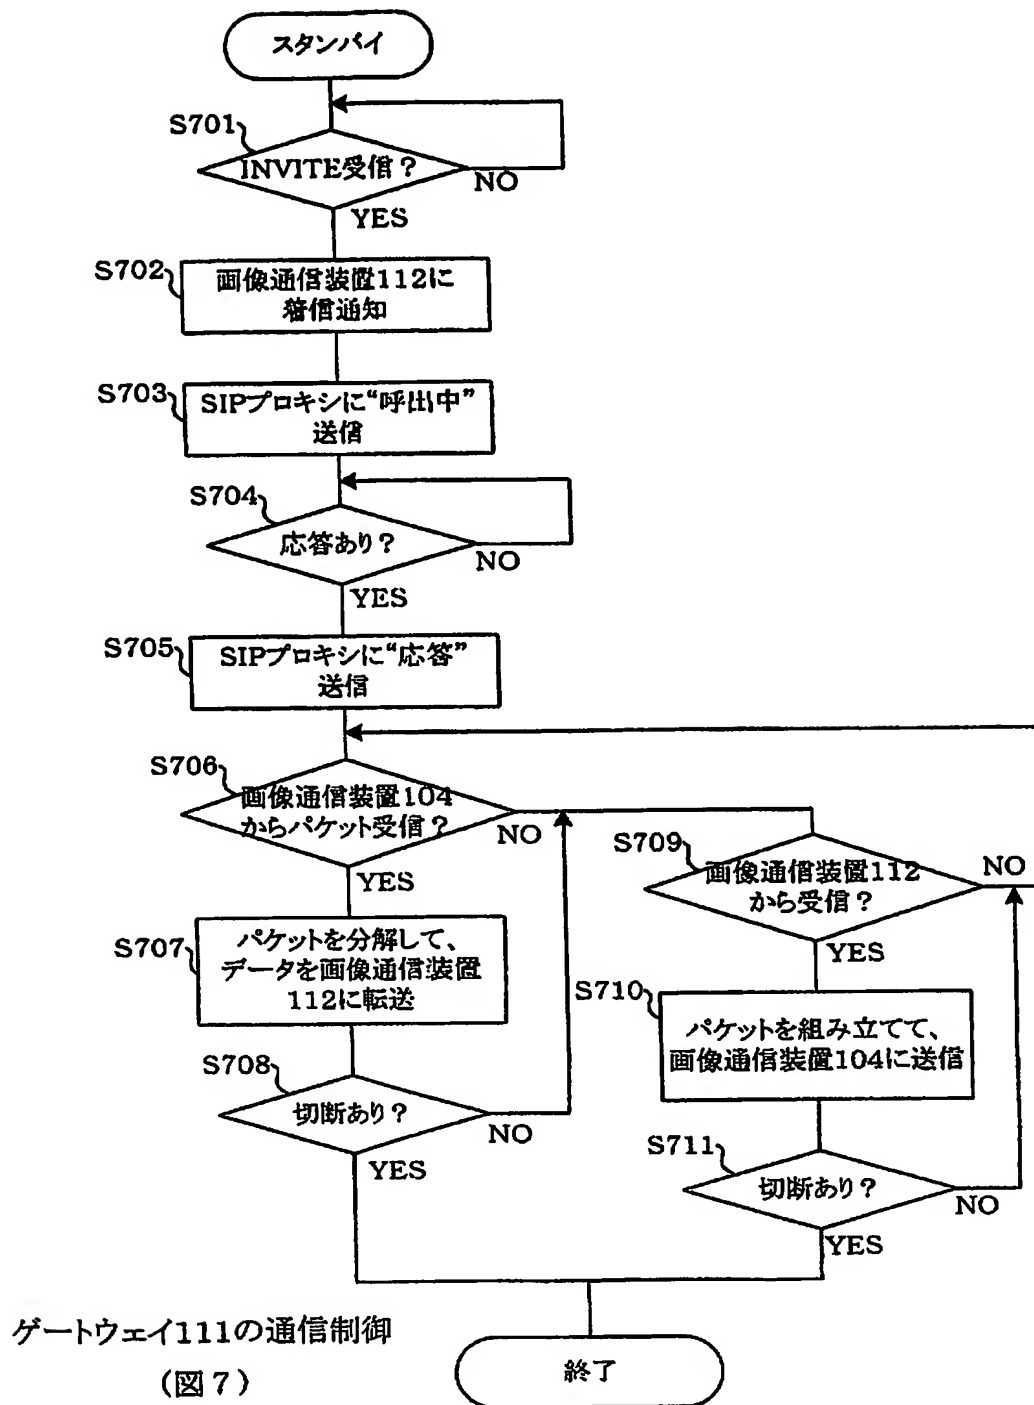 スタンバイ
S701
INVITE受信？
NO
YES
S702
画像通信装置112に
着信通知
S703
SIPプロキシに“呼出中”
送信
S704
応答あり？
NO
YES
S705
SIPプロキシに“応答”
送信
S706
画像通信装置104
からパケット受信？
NO
YES
S707
パケットを分解して、
データを画像通信装置
112に転送
S708
切断あり？
NO
YES
S709
画像通信装置112
から受信？
NO
YES
S710
パケットを組み立てて、
画像通信装置104に送信
S711
切断あり？
NO
YES
終了
ゲートウェイ111の通信制御
（図７）